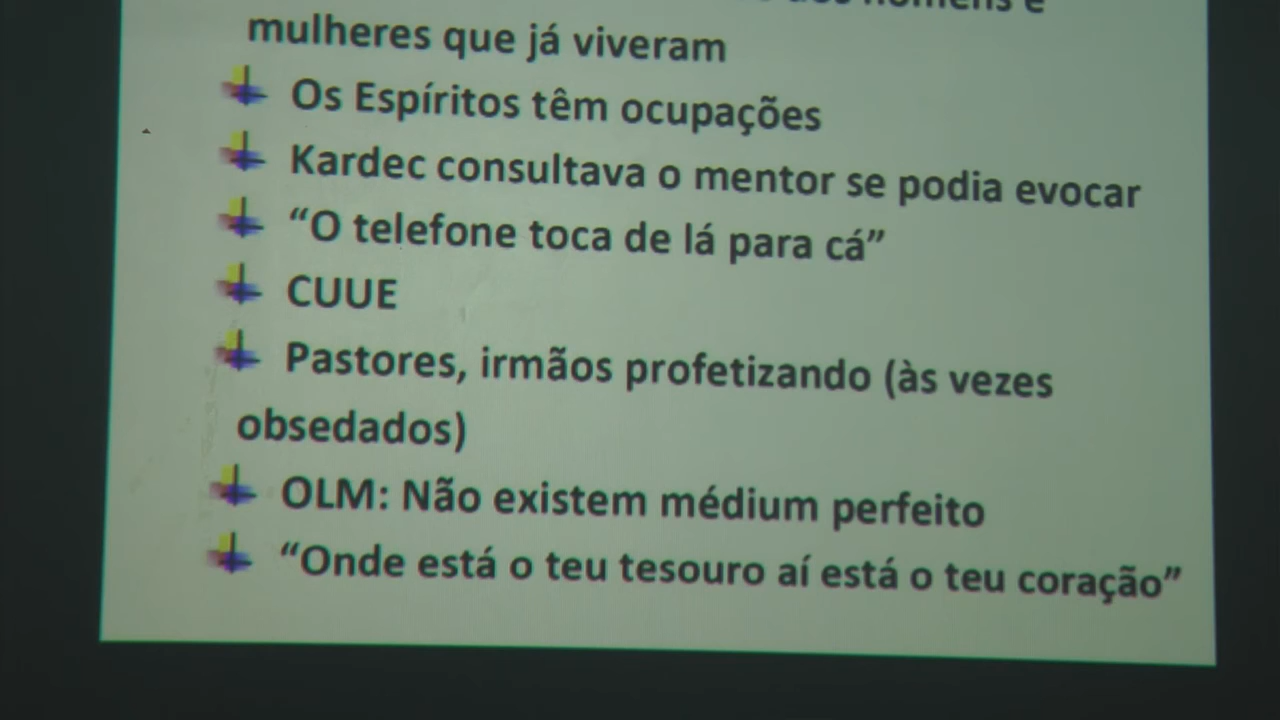 homens e
mulheres que já viveram
Os Espíritos têm ocupações
Kardec consultava o mentor se podia evocar
“O telefone toca de lá para cá”
CUUE
Pastores, irmãos profetizando (às vezes
obsedados)
OLM: Não existem médium perfeito
“Onde está o teu tesouro aí está o teu coração”